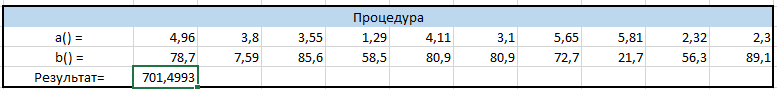 Процедура
a() = 4,96 3,8 3,55 1,29 4,11 3,1 5,65 5,81 2,32 2,3
b() = 78,7 7,59 85,6 58,5 80,9 80,9 72,7 21,7 56,3 89,1
Результат= 701,4993